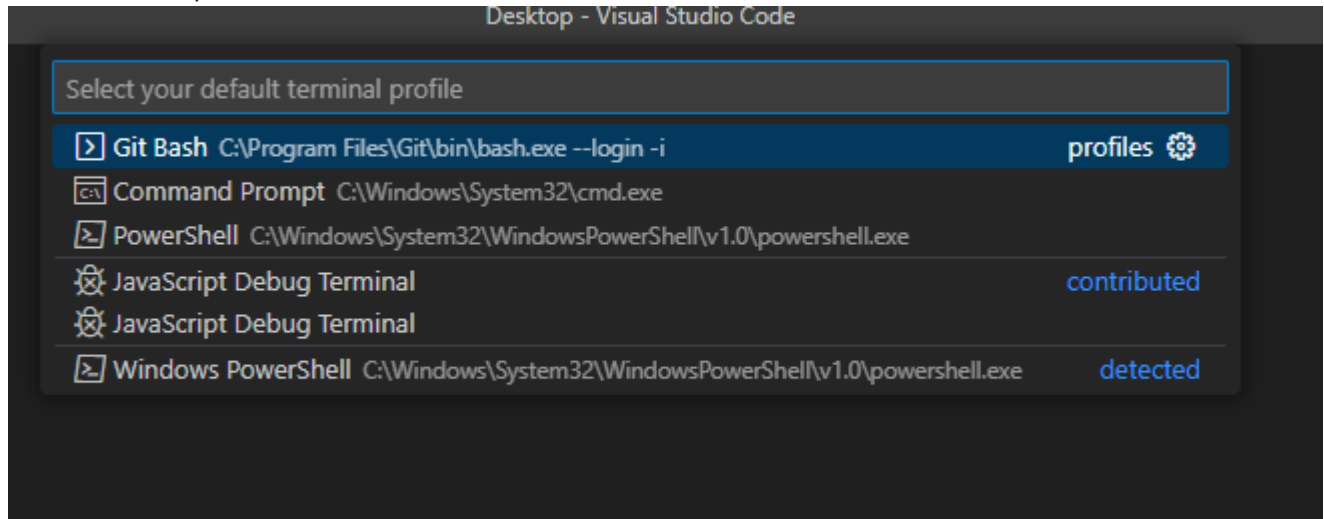 Desktop - Visual Studio Code
Select your default terminal profile
Git Bash C:\Program Files\Git\bin\bash.exe --login -i profiles
Command Prompt C:\Windows\System32\cmd.exe
PowerShell C:\Windows\System32\WindowsPowerShell\v1.0\powershell.exe
JavaScript Debug Terminal contributed
JavaScript Debug Terminal
Windows PowerShell C:\Windows\System32\WindowsPowerShell\v1.0\powershell.exe detected